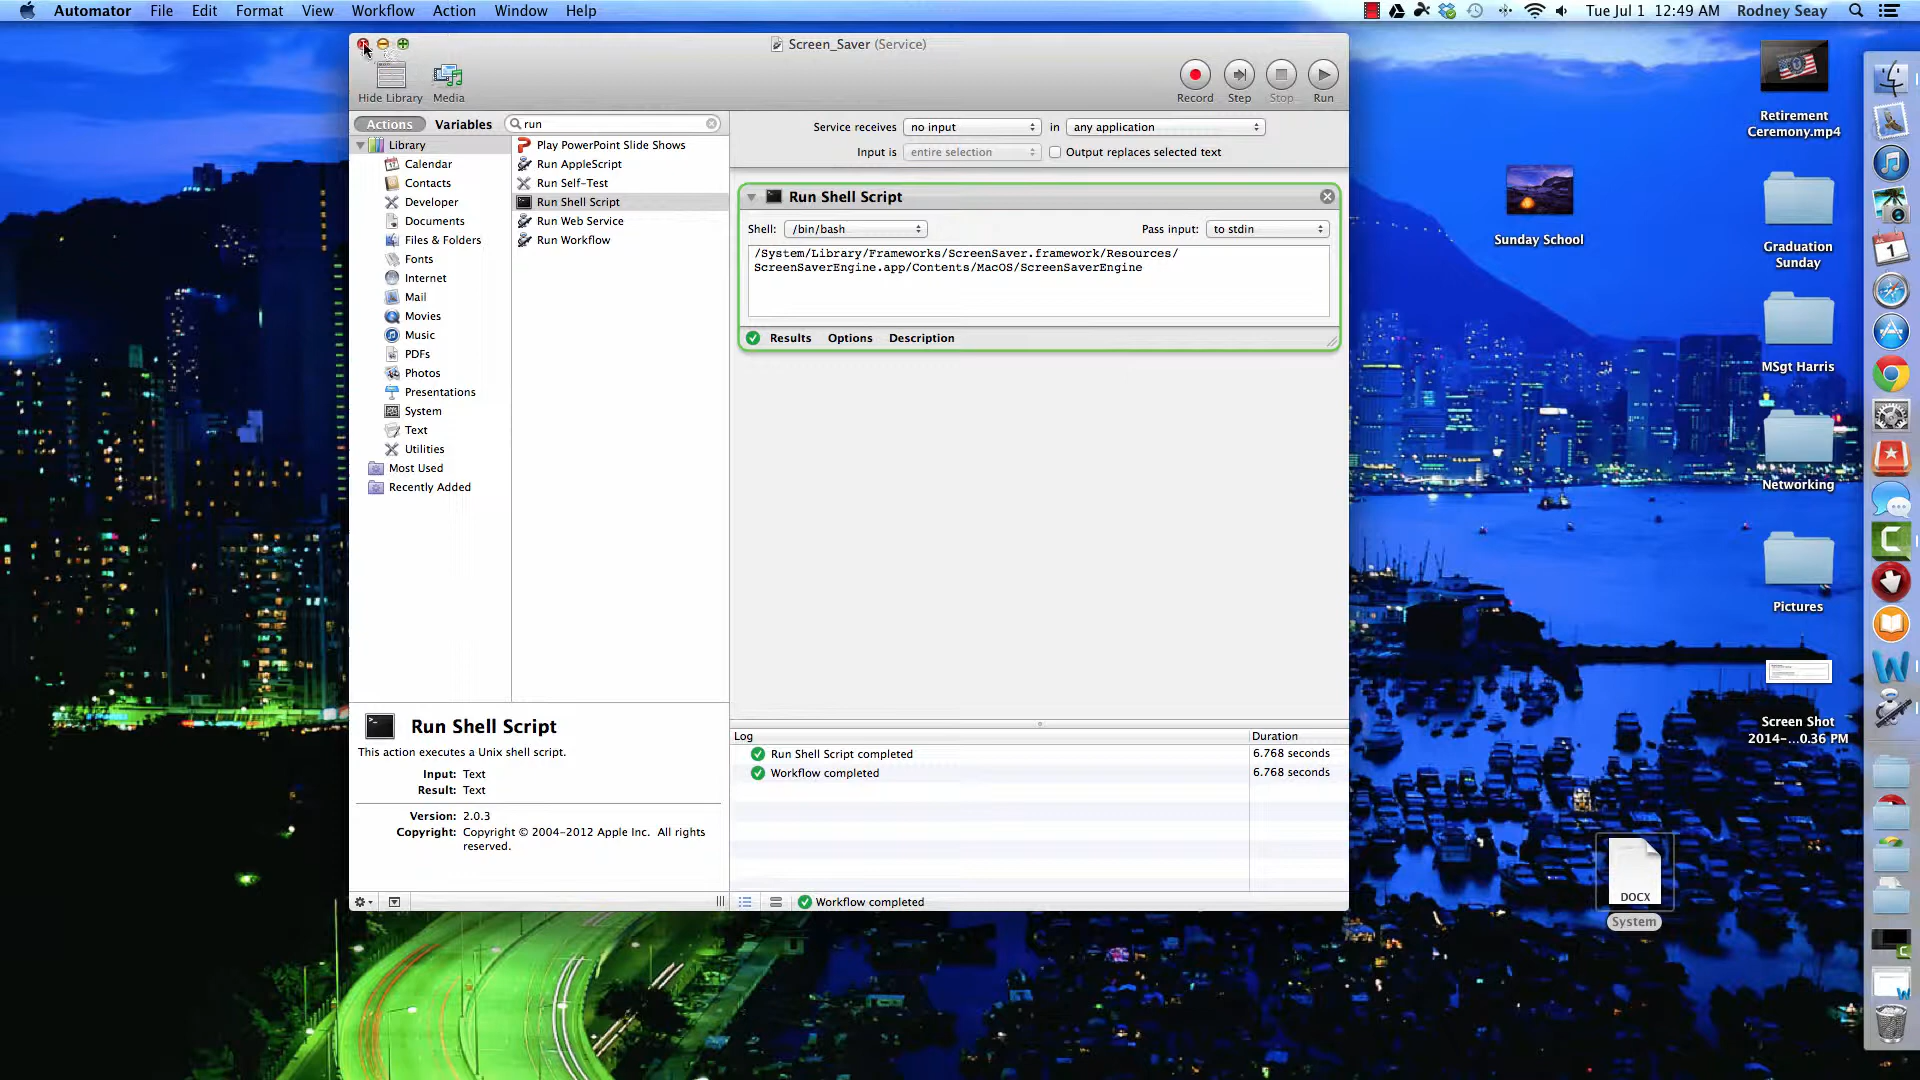 Automator File Edit Format View Workflow Action Window Help
Tue Jul 1 12:49 AM Rodney Seay
Screen_Saver (Service)
Hide Library Media
Record Step Stop Run
Actions Variables run
Library
Calendar
Contacts
Developer
Documents
Files & Folders
Fonts
Internet
Mail
Movies
Music
PDFs
Photos
Presentations
System
Text
Utilities
Most Used
Recently Added
Play PowerPoint Slide Shows
Run AppleScript
Run Self-Test
Run Shell Script
Run Web Service
Run Workflow
Service receives no input in any application
Input is entire selection Output replaces selected text
Run Shell Script
Shell: /bin/bash Pass input: to stdin
/System/Library/Frameworks/ScreenSaver.framework/Resources/
ScreenSaverEngine.app/Contents/MacOS/ScreenSaverEngine
Results Options Description
Run Shell Script
This action executes a Unix shell script.
Input: Text
Result: Text
Version: 2.0.3
Copyright: Copyright © 2004-2012 Apple Inc. All rights
reserved.
Log Duration
Run Shell Script completed 6.768 seconds
Workflow completed 6.768 seconds
Workflow completed
Retirement
Ceremony.mp4
Sunday School
Graduation
Sunday
MSgt Harris
Networking
Pictures
Screen Shot
2014-...0.36 PM
DOCX
System
1